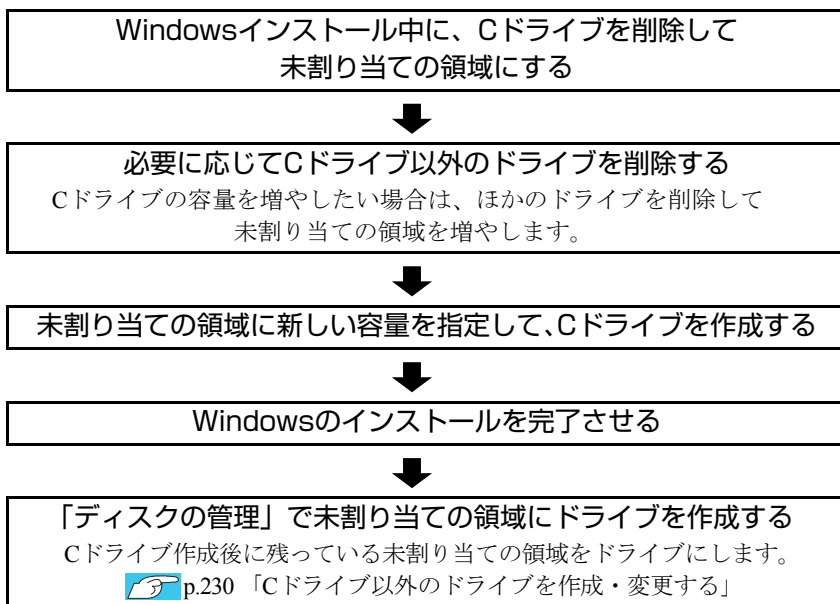 Windowsインストール中に、Cドライブを削除して
未割り当ての領域にする
必要に応じてCドライブ以外のドライブを削除する
Cドライブの容量を増やしたい場合は、ほかのドライブを削除して
未割り当ての領域を増やします。
未割り当ての領域に新しい容量を指定して、Cドライブを作成する
Windowsのインストールを完了させる
「ディスクの管理」で未割り当ての領域にドライブを作成する
Cドライブ作成後に残っている未割り当ての領域をドライブにします。
p.230 「Cドライブ以外のドライブを作成・変更する」